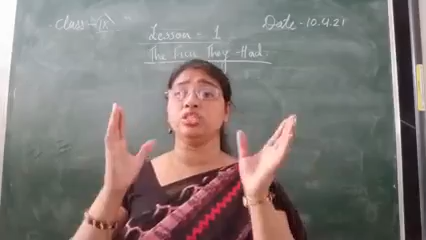 Class - IX
Date - 10.4.21
Lesson = 1
The Fun They Had.